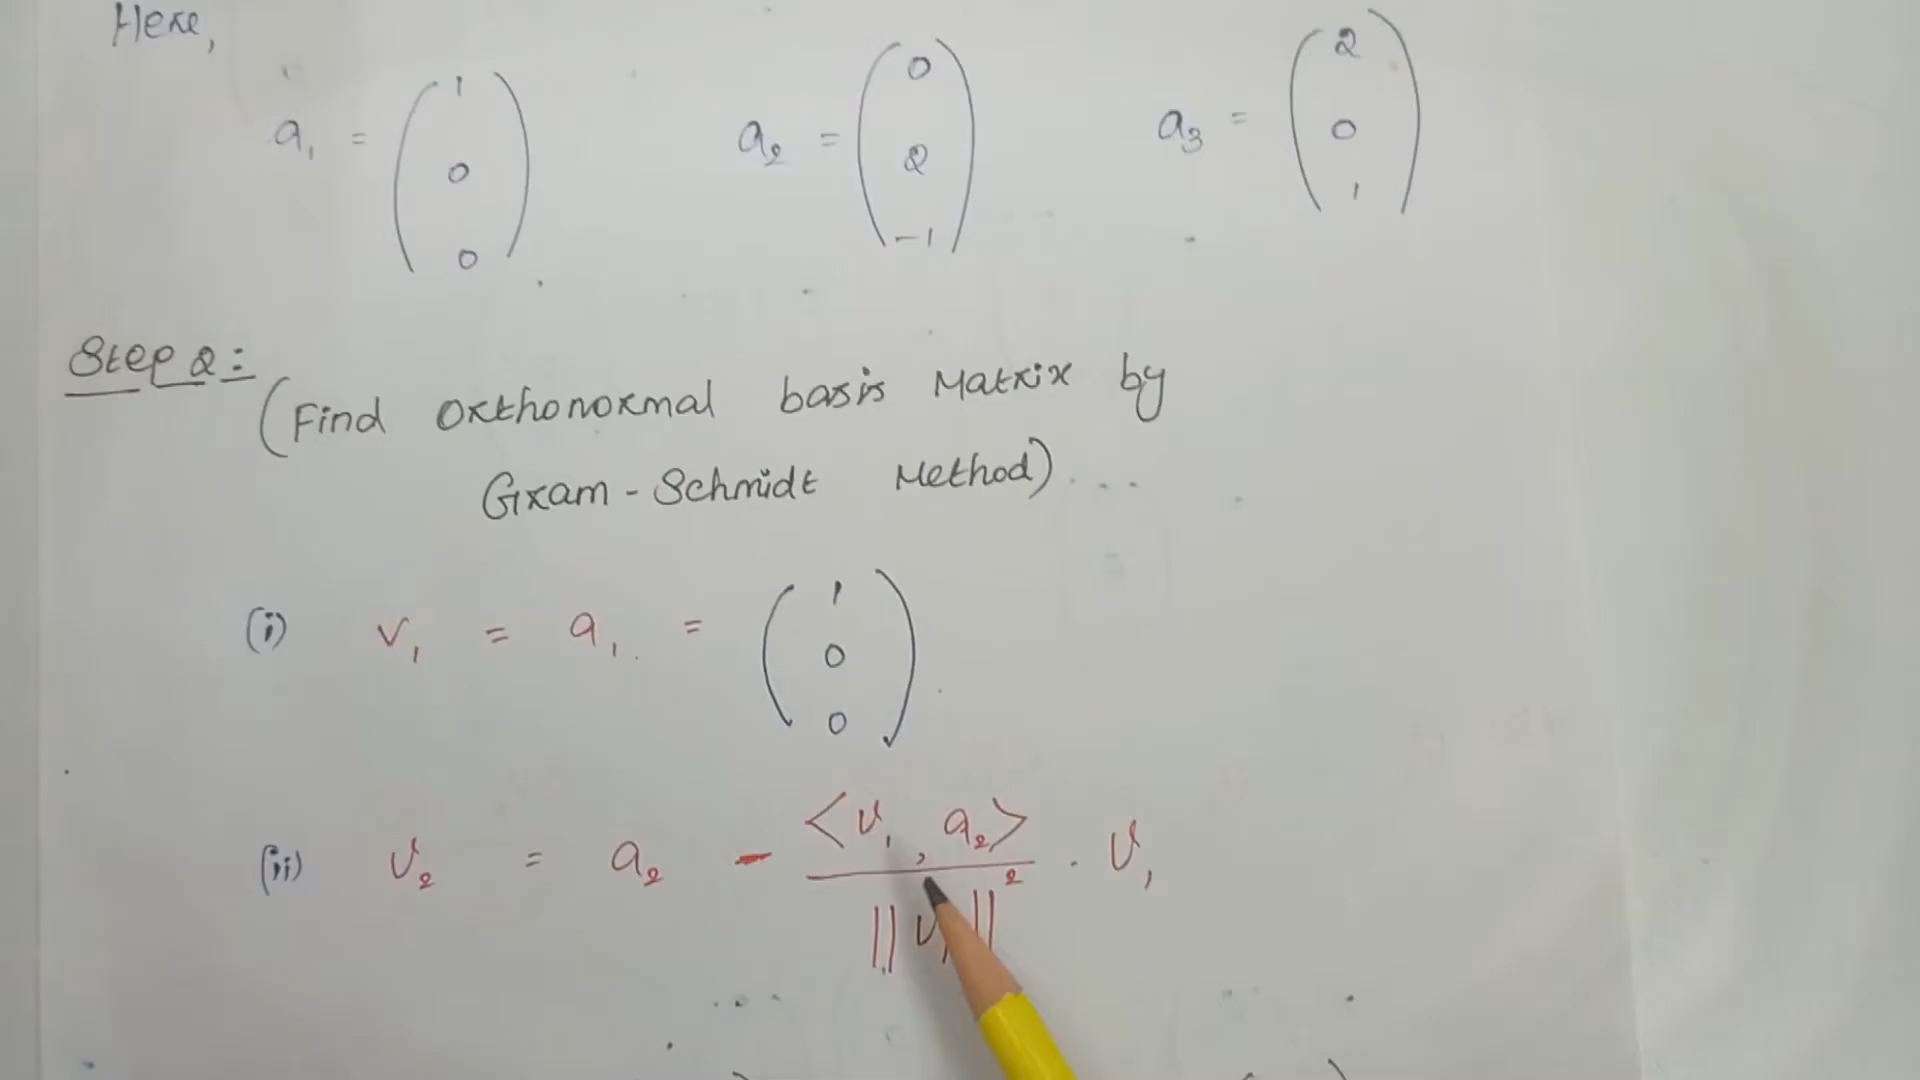 Here,
a₁ = (1 0 0) a₂ = (0 2 -1) a₃ = (2 0 1)
Step 2:
(Find Orthonormal basis Matrix by
Gram - Schmidt Method)
(i) v₁ = a₁ = (1 0 0)
(ii) v₂ = a₂ - <v₁, a₂> / ||v₁||² . v₁